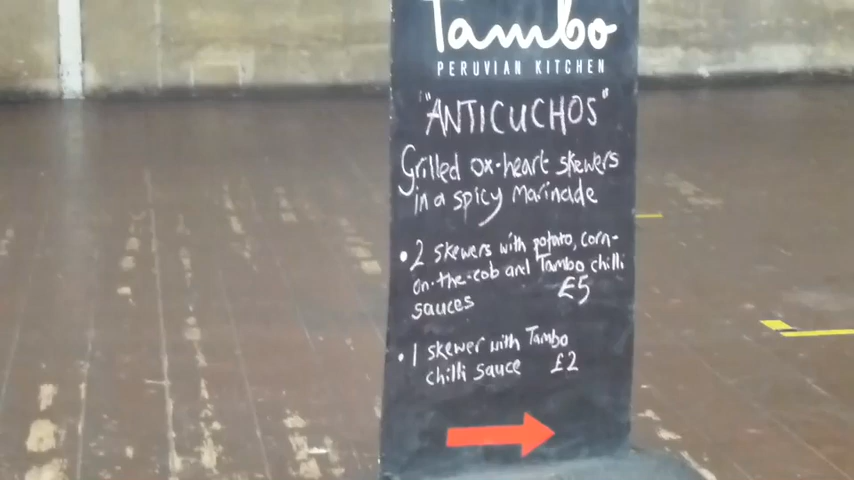 Tambo
PERUVIAN KITCHEN
"ANTICUCHOS"
Grilled ox-heart skewers
in a spicy marinade
• 2 skewers with potato, corn-
on-the-cob and Tambo chilli
sauces £5
• 1 skewer with Tambo
chilli sauce £2